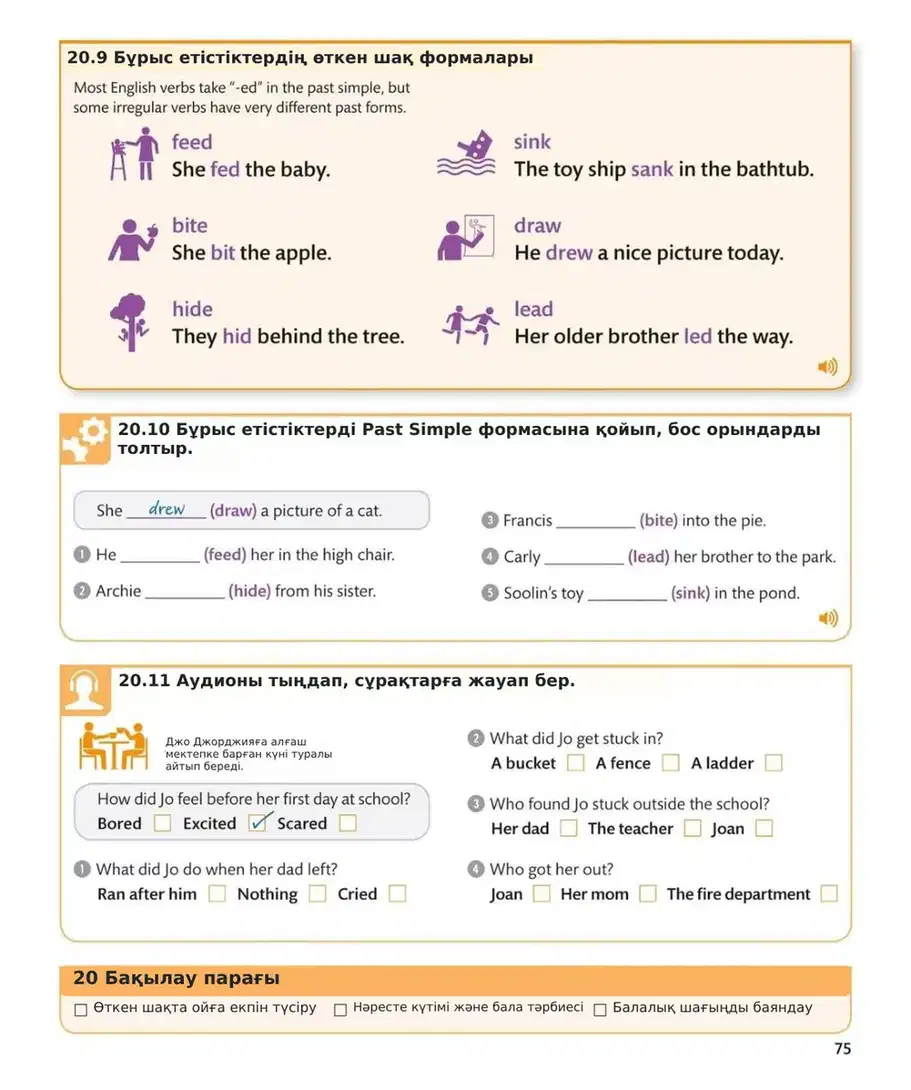 20.9 Бұрыс етістіктердің өткен шақ формалары
Most English verbs take “-ed” in the past simple, but
some irregular verbs have very different past forms.
feed
She fed the baby.
sink
The toy ship sank in the bathtub.
bite
She bit the apple.
draw
He drew a nice picture today.
hide
They hid behind the tree.
lead
Her older brother led the way.
20.10 Бұрыс етістіктерді Past Simple формасына қойып, бос орындарды
толтыр.
She drew (draw) a picture of a cat.
1 He ________ (feed) her in the high chair.
2 Archie ________ (hide) from his sister.
3 Francis ________ (bite) into the pie.
4 Carly ________ (lead) her brother to the park.
5 Soolin’s toy ________ (sink) in the pond.
20.11 Аудионы тыңдап, сұрақтарға жауап бер.
Джо Джорджияға алғаш
мектепке барған күні туралы
айтып береді.
How did Jo feel before her first day at school?
Bored Excited Scared
1 What did Jo do when her dad left?
Ran after him Nothing Cried
2 What did Jo get stuck in?
A bucket A fence A ladder
3 Who found Jo stuck outside the school?
Her dad The teacher Joan
4 Who got her out?
Joan Her mom The fire department
20 Бақылау парағы
Өткен шақта ойға екпін түсіру Нәресте күтімі және бала тәрбиесі Балалық шағыңды баяндау
75